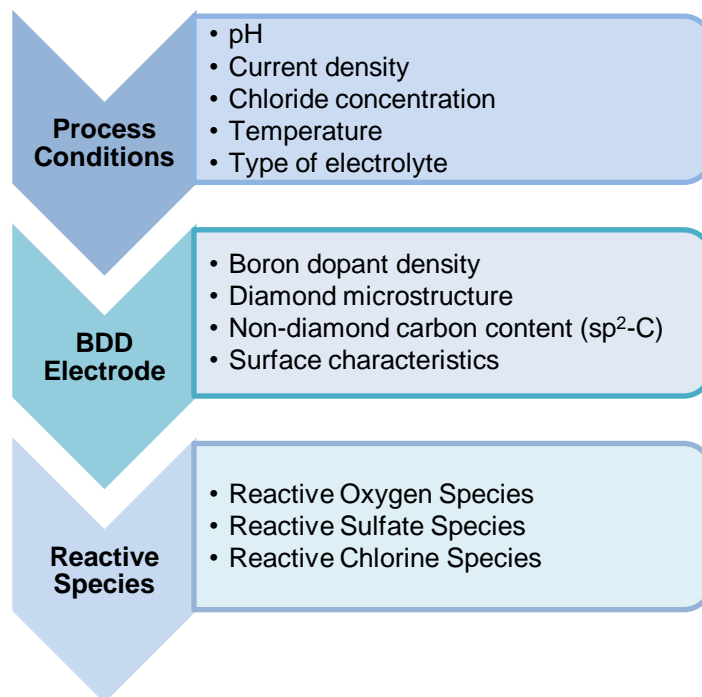 Process
Conditions
• pH
• Current density
• Chloride concentration
• Temperature
• Type of electrolyte
BDD
Electrode
• Boron dopant density
• Diamond microstructure
• Non-diamond carbon content (sp²-C)
• Surface characteristics
Reactive
Species
• Reactive Oxygen Species
• Reactive Sulfate Species
• Reactive Chlorine Species